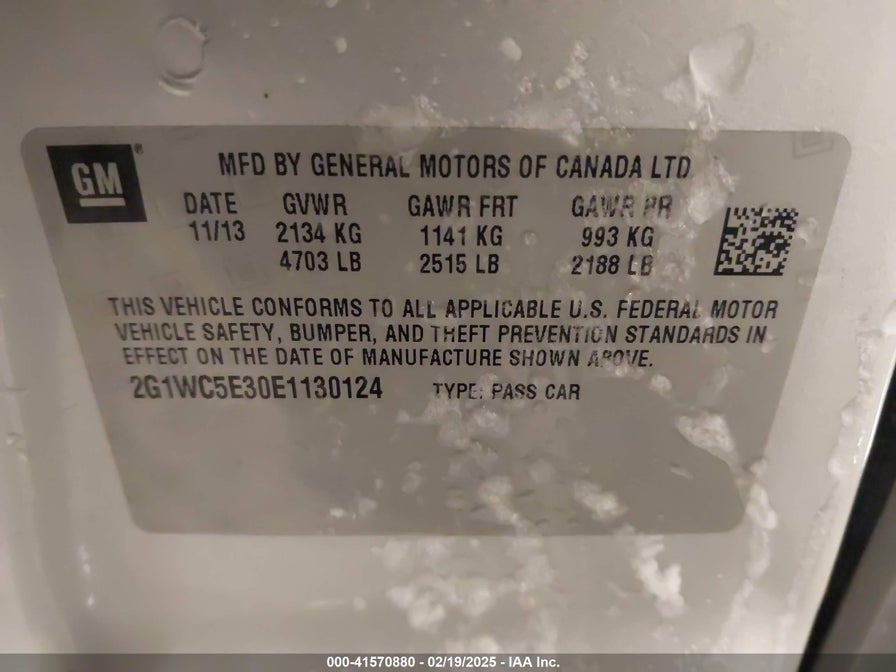 GM®
MFD BY GENERAL MOTORS OF CANADA LTD
DATE GVWR GAWR FRT GAWR RR
11/13 2134 KG 1141 KG 993 KG
4703 LB 2515 LB 2188 LB
THIS VEHICLE CONFORMS TO ALL APPLICABLE U.S. FEDERAL MOTOR
VEHICLE SAFETY, BUMPER, AND THEFT PREVENTION STANDARDS IN
EFFECT ON THE DATE OF MANUFACTURE SHOWN ABOVE.
2G1WC5E30E1130124 TYPE: PASS CAR
000-41570880 - 02/19/2025 - IAA Inc.